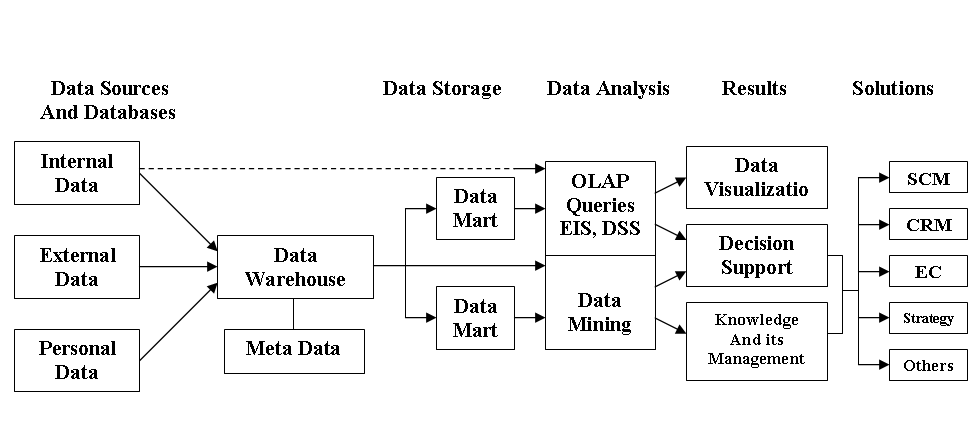 Data Sources
And Databases
Data Storage
Data Analysis
Results
Solutions
Internal
Data
External
Data
Personal
Data
Data
Warehouse
Meta Data
Data
Mart
Data
Mart
OLAP
Queries
EIS, DSS
Data
Mining
Data
Visualizatio
Decision
Support
Knowledge
And its
Management
SCM
CRM
EC
Strategy
Others